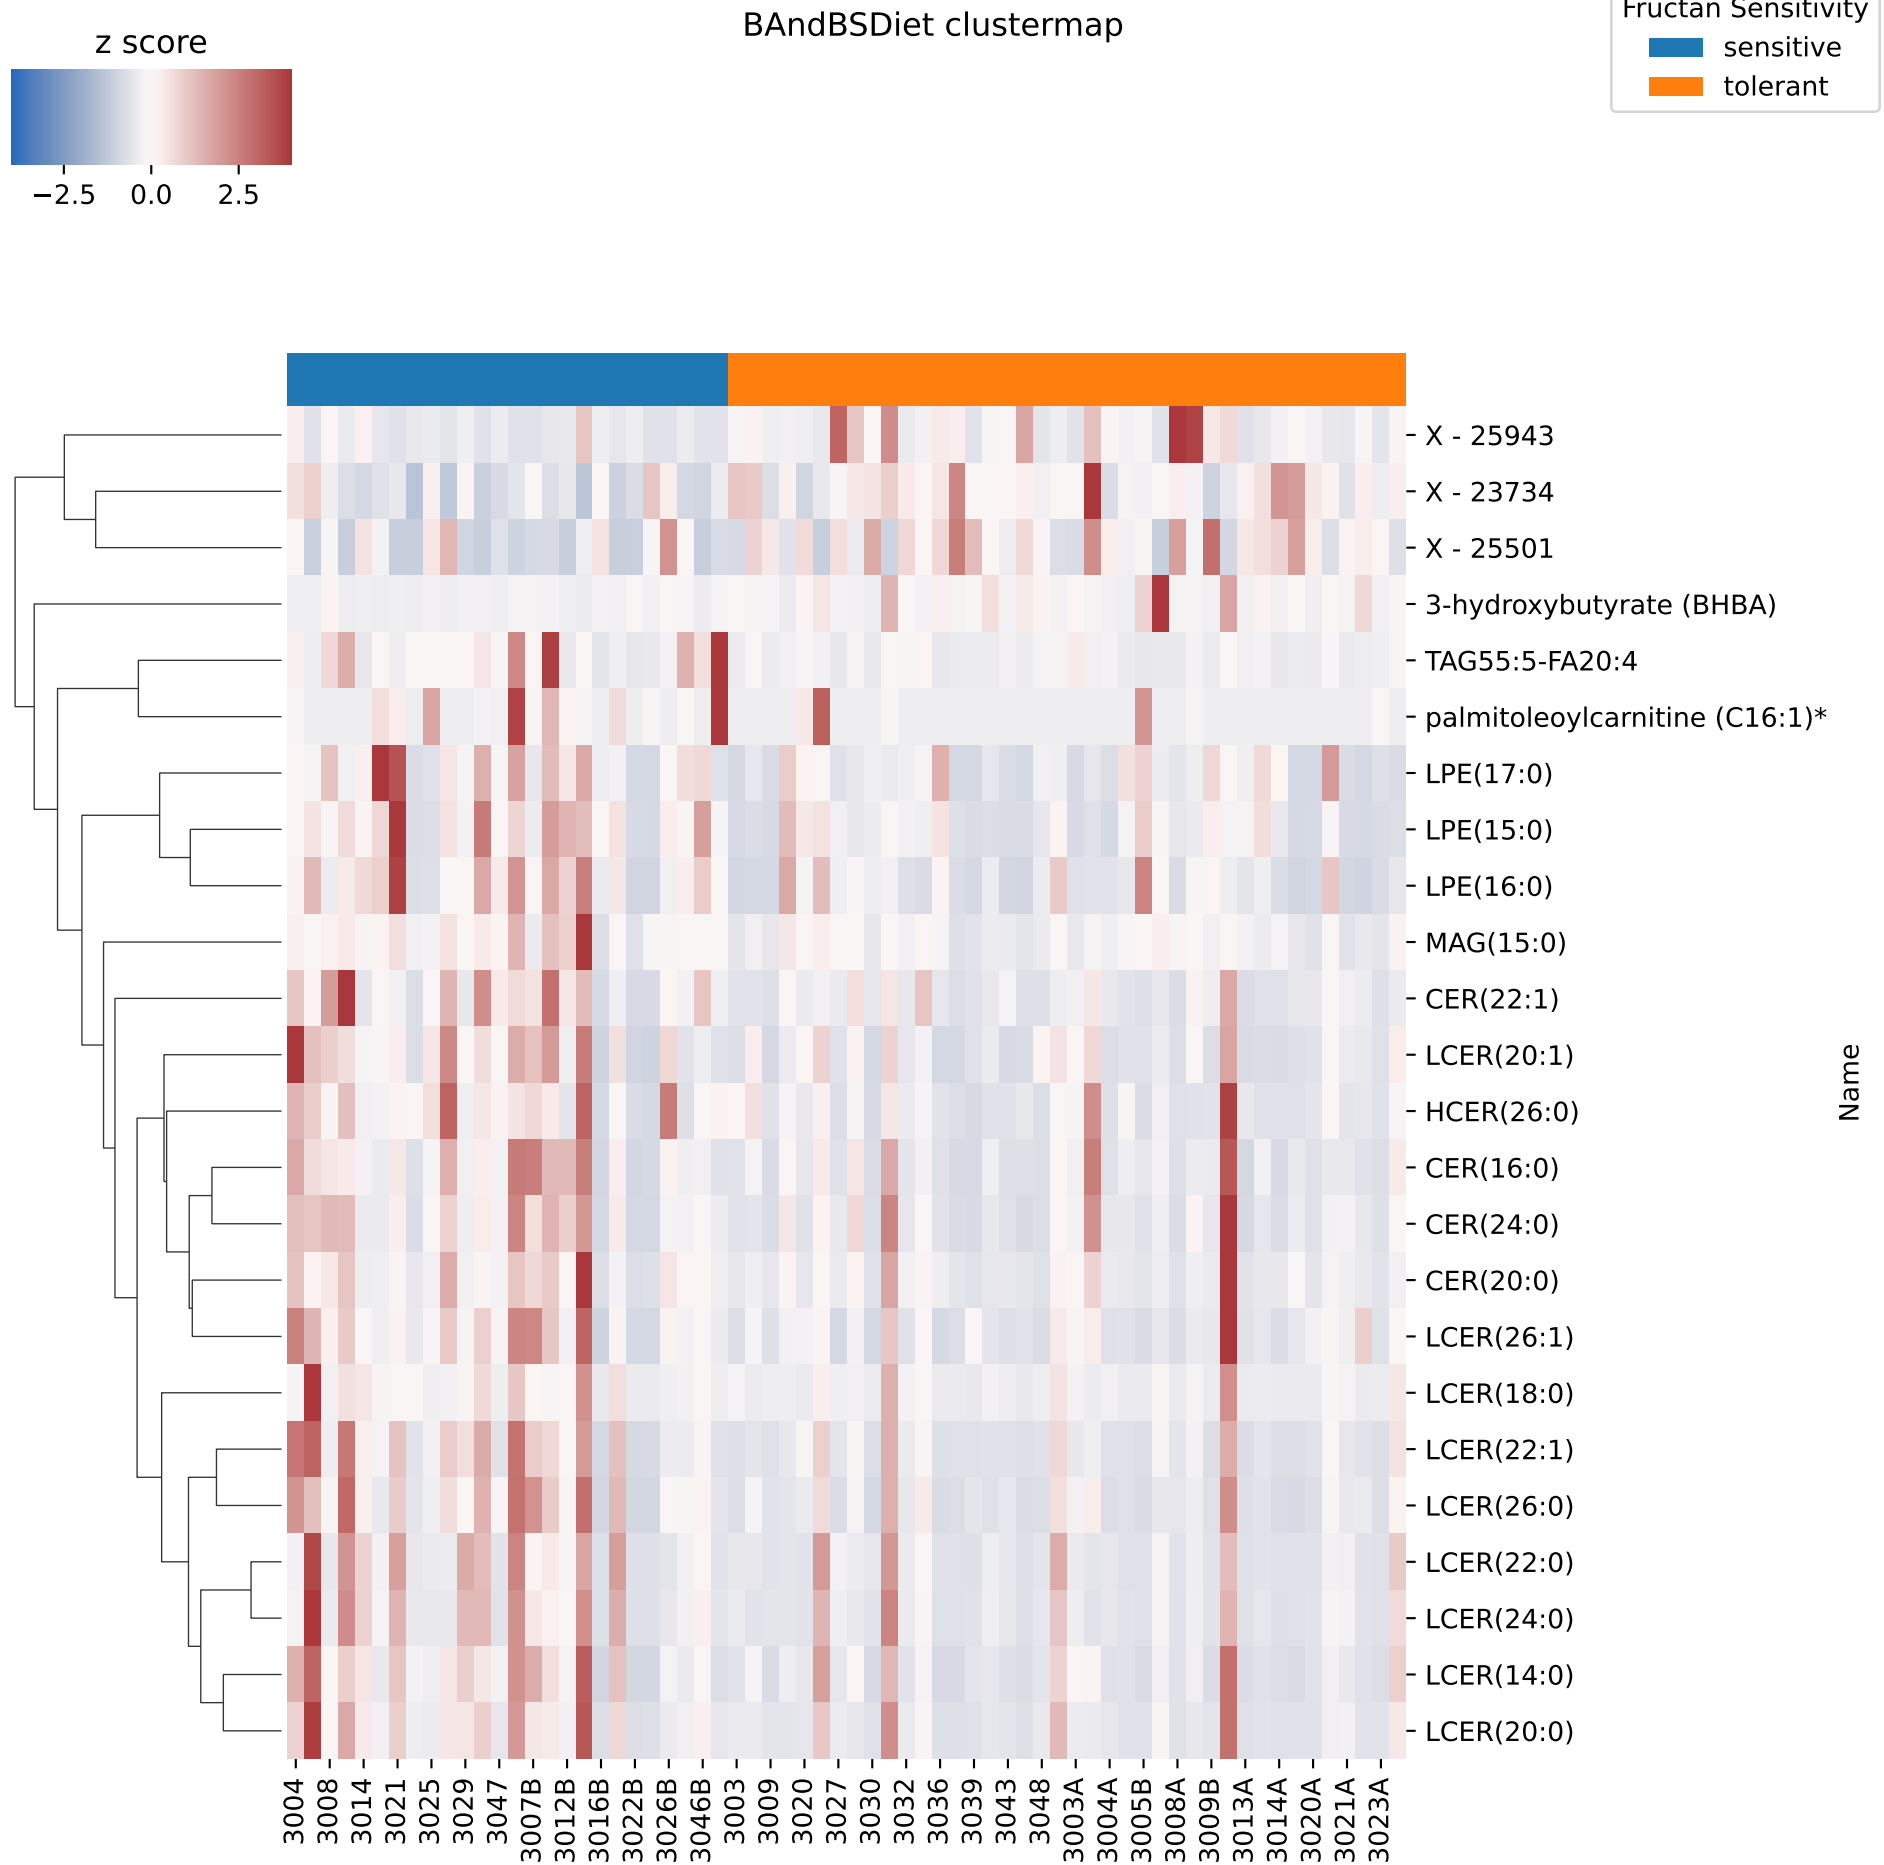 BAndBSDiet clustermap
z score
−2.5 0.0 2.5
Fructan Sensitivity
sensitive
tolerant
X - 25943
X - 23734
X - 25501
3-hydroxybutyrate (BHBA)
TAG55:5-FA20:4
palmitoleoylcarnitine (C16:1)*
LPE(17:0)
LPE(15:0)
LPE(16:0)
MAG(15:0)
CER(22:1)
LCER(20:1)
HCER(26:0)
CER(16:0)
CER(24:0)
CER(20:0)
LCER(26:1)
LCER(18:0)
LCER(22:1)
LCER(26:0)
LCER(22:0)
LCER(24:0)
LCER(14:0)
LCER(20:0)
Name
3004
3008
3014
3021
3025
3029
3047
3007B
3012B
3016B
3022B
3026B
3046B
3003
3009
3020
3027
3030
3032
3036
3039
3043
3048
3003A
3004A
3005B
3008A
3009B
3013A
3014A
3020A
3021A
3023A